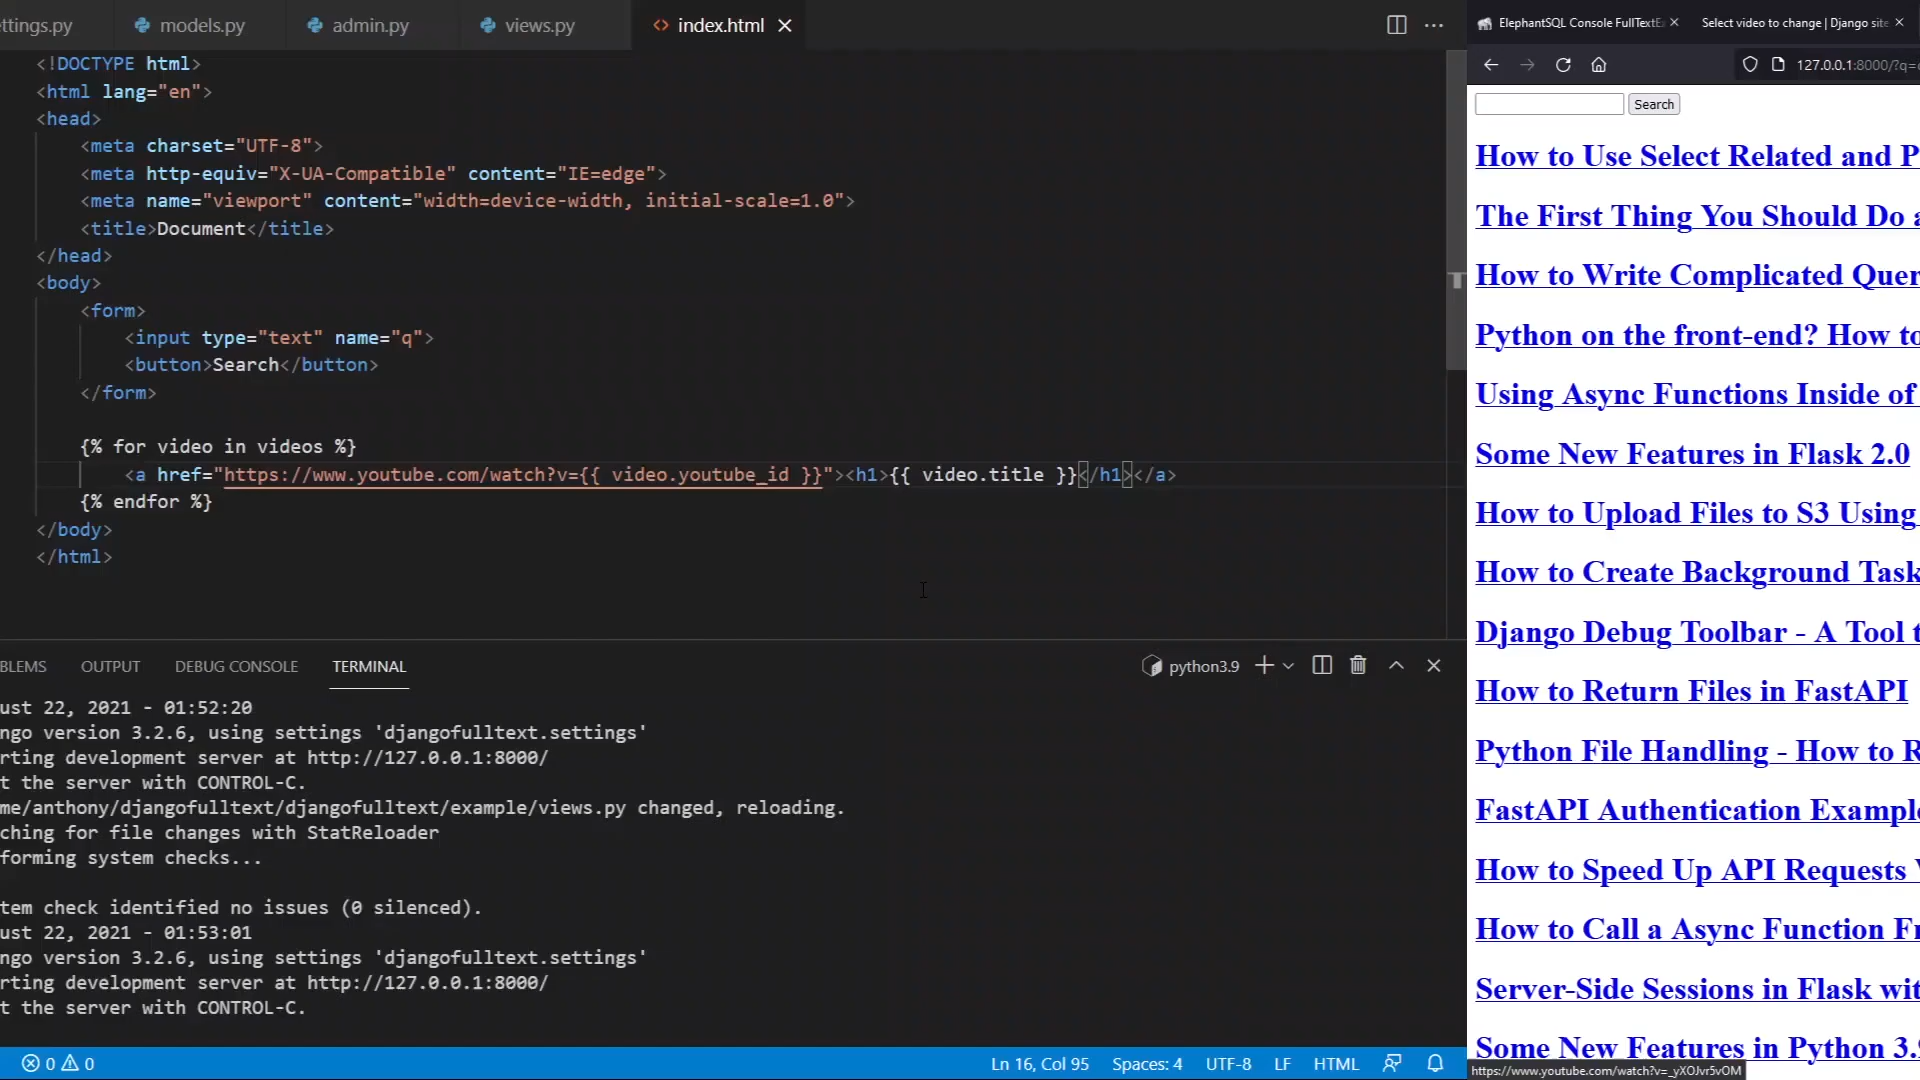 ttings.py models.py admin.py views.py index.html
<!DOCTYPE html>
<html lang="en">
<head>
<meta charset="UTF-8">
<meta http-equiv="X-UA-Compatible" content="IE=edge">
<meta name="viewport" content="width=device-width, initial-scale=1.0">
<title>Document</title>
</head>
<body>
<form>
<input type="text" name="q">
<button>Search</button>
</form>
{% for video in videos %}
<a href="https://www.youtube.com/watch?v={{ video.youtube_id }}"><h1>{{ video.title }}</h1></a>
{% endfor %}
</body>
</html>
BLEMS OUTPUT DEBUG CONSOLE TERMINAL python3.9
ust 22, 2021 - 01:52:20
ngo version 3.2.6, using settings 'djangofulltext.settings'
rting development server at http://127.0.0.1:8000/
t the server with CONTROL-C.
me/anthony/djangofulltext/djangofulltext/example/views.py changed, reloading.
ching for file changes with StatReloader
forming system checks...
tem check identified no issues (0 silenced).
ust 22, 2021 - 01:53:01
ngo version 3.2.6, using settings 'djangofulltext.settings'
rting development server at http://127.0.0.1:8000/
t the server with CONTROL-C.
0 0 Ln 16, Col 95 Spaces: 4 UTF-8 LF HTML
ElephantSQL Console FullTextE Select video to change | Django site
127.0.0.1:8000/?q=
Search
How to Use Select Related and P
The First Thing You Should Do a
How to Write Complicated Quer
Python on the front-end? How to
Using Async Functions Inside of
Some New Features in Flask 2.0
How to Upload Files to S3 Using
How to Create Background Task
Django Debug Toolbar - A Tool t
How to Return Files in FastAPI
Python File Handling - How to R
FastAPI Authentication Example
How to Speed Up API Requests W
How to Call a Async Function Fr
Server-Side Sessions in Flask wit
Some New Features in Python 3.9
https://www.youtube.com/watch?v=_yXOJvr5vOM